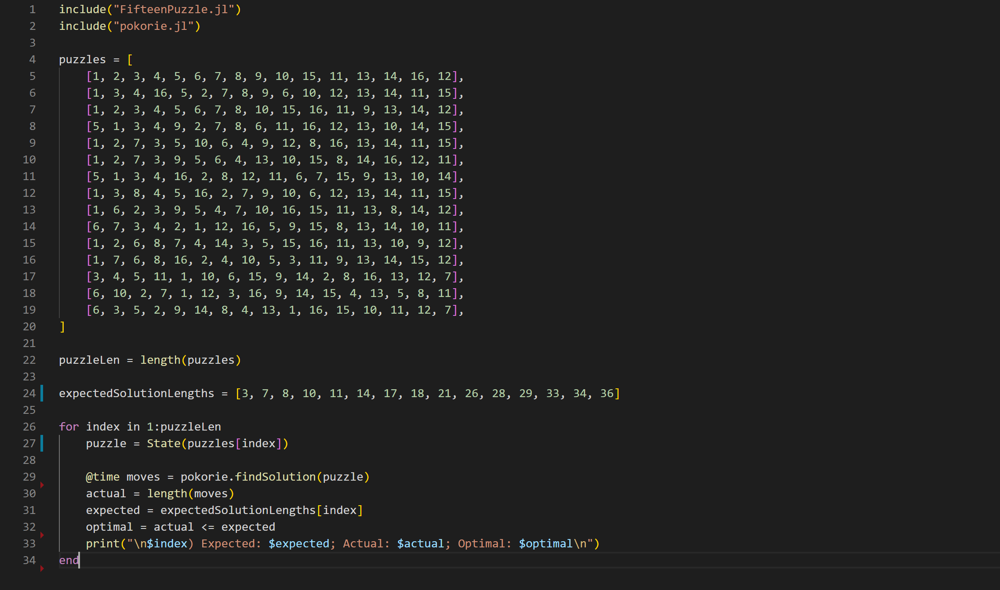 1 include("FifteenPuzzle.jl")
2 include("pokorie.jl")
3
4 puzzles = [
5     [1, 2, 3, 4, 5, 6, 7, 8, 9, 10, 15, 11, 13, 14, 16, 12],
6     [1, 3, 4, 16, 5, 2, 7, 8, 9, 6, 10, 12, 13, 14, 11, 15],
7     [1, 2, 3, 4, 5, 6, 7, 8, 10, 15, 16, 11, 9, 13, 14, 12],
8     [5, 1, 3, 4, 9, 2, 7, 8, 6, 11, 16, 12, 13, 10, 14, 15],
9     [1, 2, 7, 3, 5, 10, 6, 4, 9, 12, 8, 16, 13, 14, 11, 15],
10     [1, 2, 7, 3, 9, 5, 6, 4, 13, 10, 15, 8, 14, 16, 12, 11],
11     [5, 1, 3, 4, 16, 2, 8, 12, 11, 6, 7, 15, 9, 13, 10, 14],
12     [1, 3, 8, 4, 5, 16, 2, 7, 9, 10, 6, 12, 13, 14, 11, 15],
13     [1, 6, 2, 3, 9, 5, 4, 7, 10, 16, 15, 11, 13, 8, 14, 12],
14     [6, 7, 3, 4, 2, 1, 12, 16, 5, 9, 15, 8, 13, 14, 10, 11],
15     [1, 2, 6, 8, 7, 4, 14, 3, 5, 15, 16, 11, 13, 10, 9, 12],
16     [1, 7, 6, 8, 16, 2, 4, 10, 5, 3, 11, 9, 13, 14, 15, 12],
17     [3, 4, 5, 11, 1, 10, 6, 15, 9, 14, 2, 8, 16, 13, 12, 7],
18     [6, 10, 2, 7, 1, 12, 3, 16, 9, 14, 15, 4, 13, 5, 8, 11],
19     [6, 3, 5, 2, 9, 14, 8, 4, 13, 1, 16, 15, 10, 11, 12, 7],
20 ]
21
22 puzzleLen = length(puzzles)
23
24 expectedSolutionLengths = [3, 7, 8, 10, 11, 14, 17, 18, 21, 26, 28, 29, 33, 34, 36]
25
26 for index in 1:puzzleLen
27     puzzle = State(puzzles[index])
28
29     @time moves = pokorie.findSolution(puzzle)
30     actual = length(moves)
31     expected = expectedSolutionLengths[index]
32     optimal = actual <= expected
33     print("\n$index) Expected: $expected; Actual: $actual; Optimal: $optimal\n")
34 end